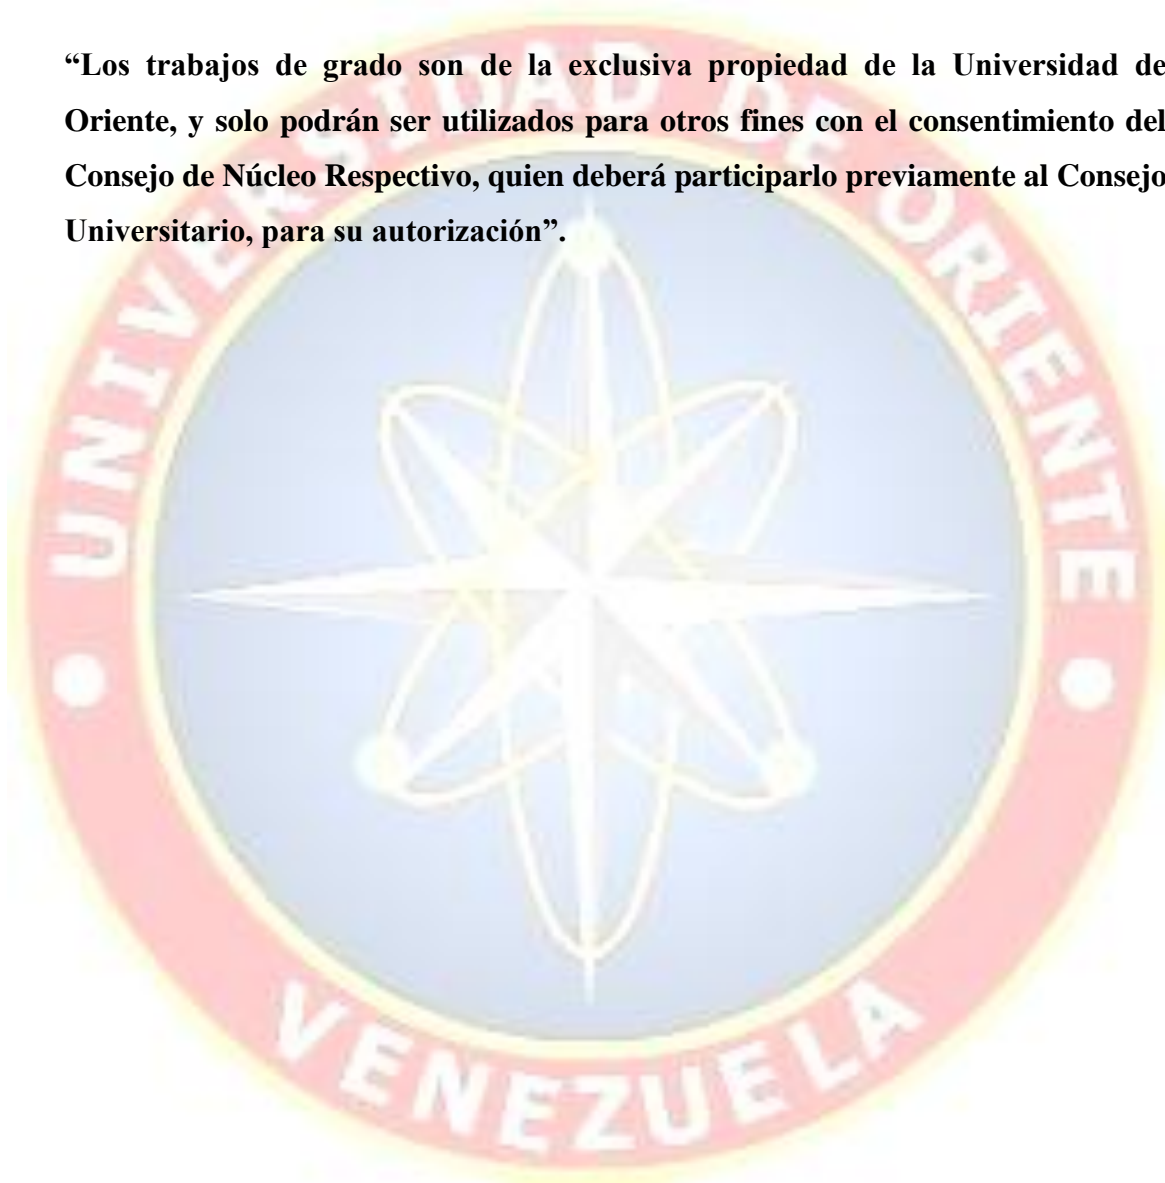 “Los trabajos de grado son de la exclusiva propiedad de la Universidad de
Oriente, y solo podrán ser utilizados para otros fines con el consentimiento del
Consejo de Núcleo Respectivo, quien deberá participarlo previamente al Consejo
Universitario, para su autorización”.
UNIVERSIDAD DE ORIENTE
VENEZUELA